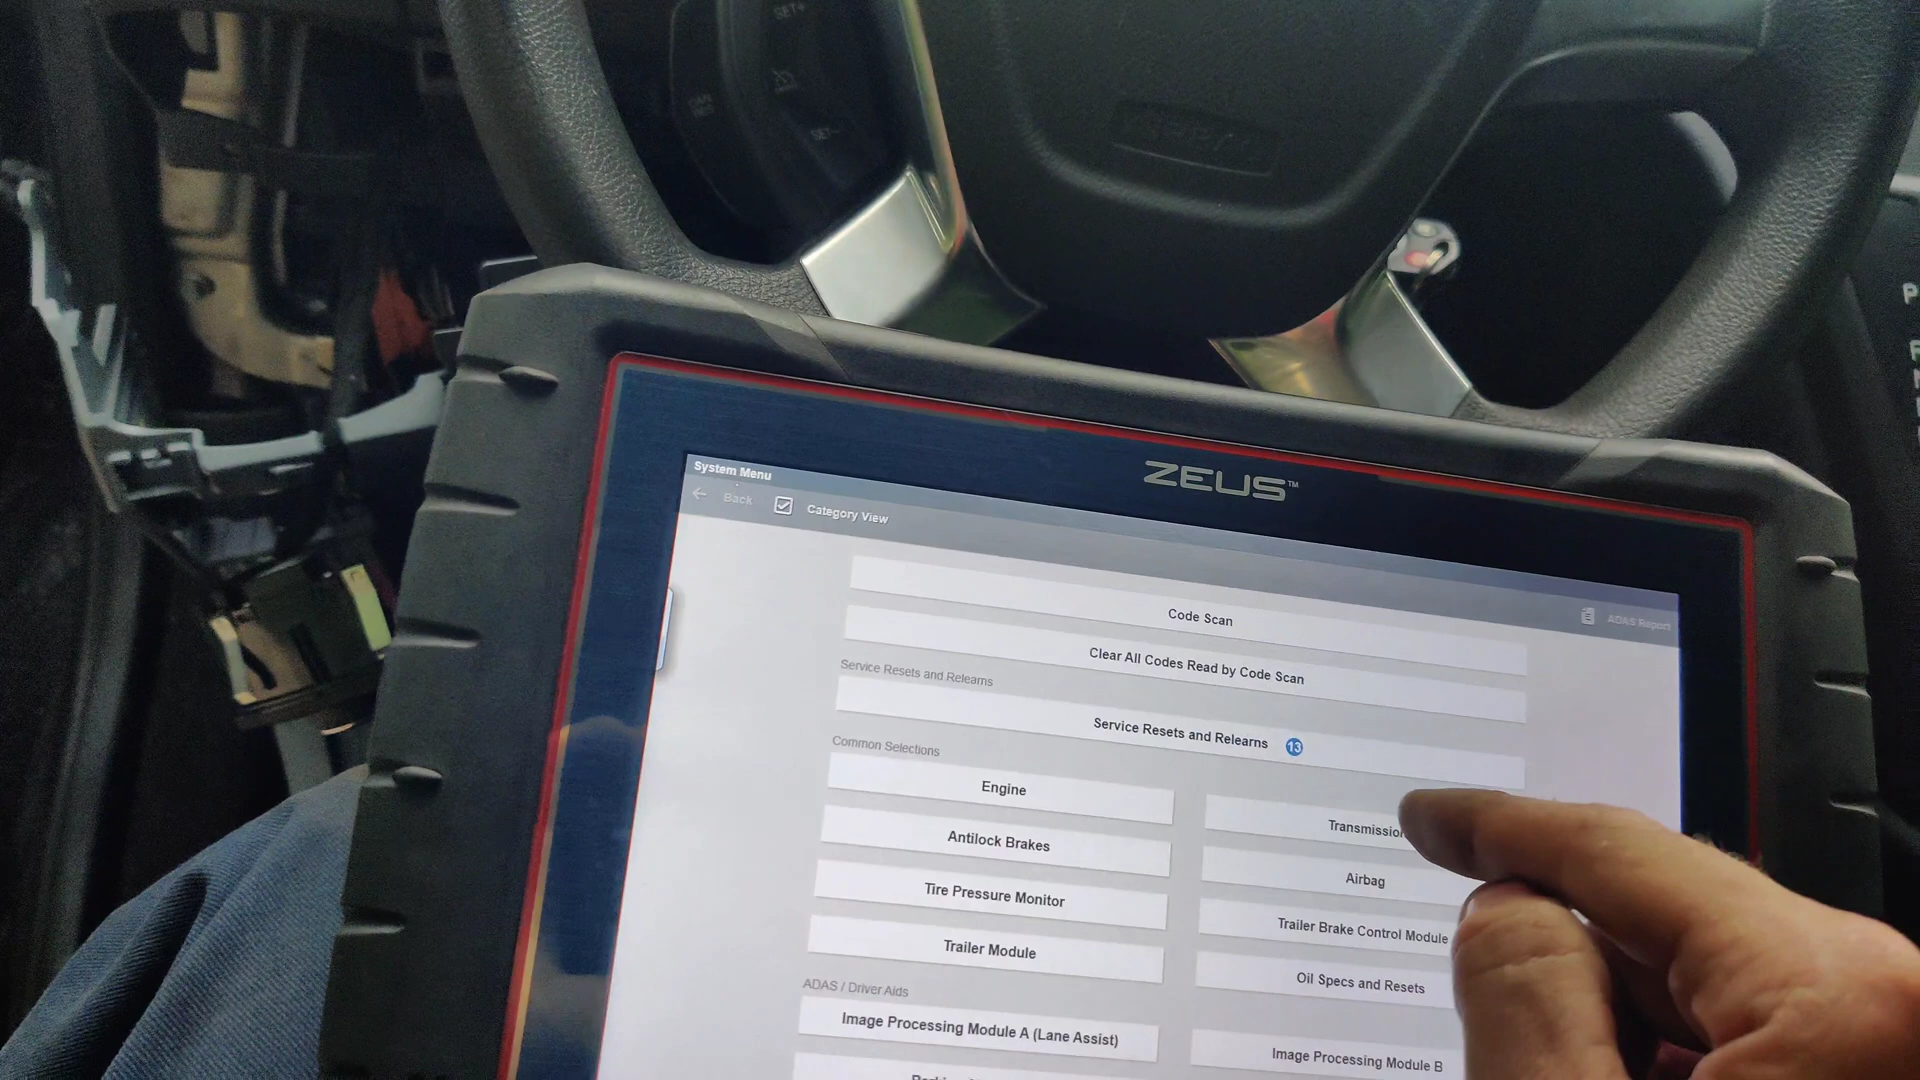 SET+
SET-
ZEUS™
System Menu
Back
Category View
ADAS Report
Code Scan
Clear All Codes Read by Code Scan
Service Resets and Relearns
Service Resets and Relearns 13
Common Selections
Engine
Transmission
Antilock Brakes
Airbag
Tire Pressure Monitor
Trailer Brake Control Module
Trailer Module
Oil Specs and Resets
ADAS / Driver Aids
Image Processing Module A (Lane Assist)
Image Processing Module B